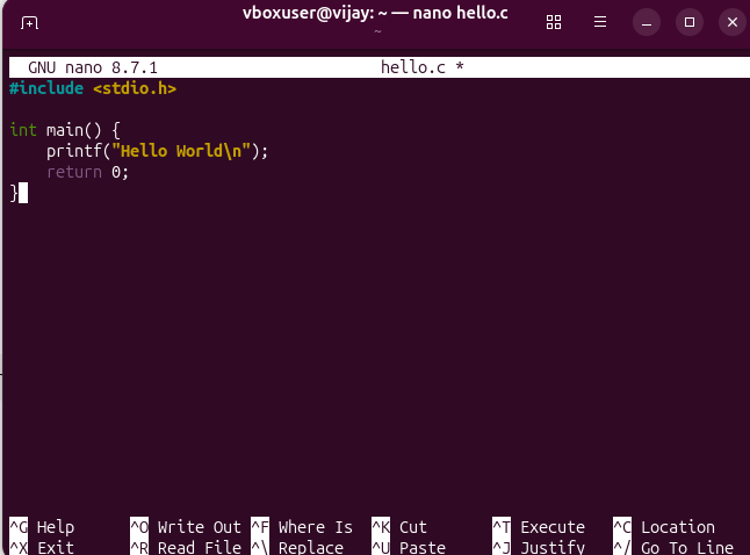 vboxuser@vijay: ~ — nano hello.c
~
GNU nano 8.7.1 hello.c *
#include <stdio.h>
int main() {
    printf("Hello World\n");
    return 0;
}
^G Help ^O Write Out ^F Where Is ^K Cut ^T Execute ^C Location
^X Exit ^R Read File ^\ Replace ^U Paste ^J Justify ^/ Go To Line